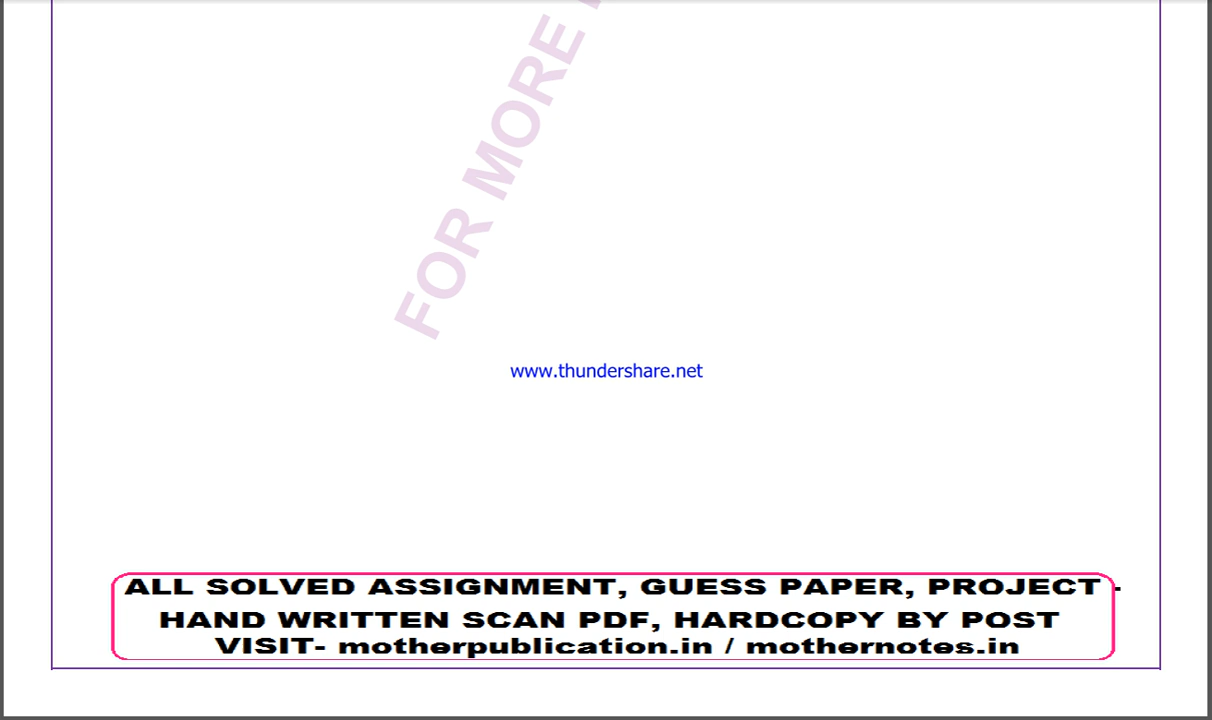 FOR MORE
www.thundershare.net
ALL SOLVED ASSIGNMENT, GUESS PAPER, PROJECT -
HAND WRITTEN SCAN PDF, HARDCOPY BY POST
VISIT- motherpublication.in / mothernotes.in